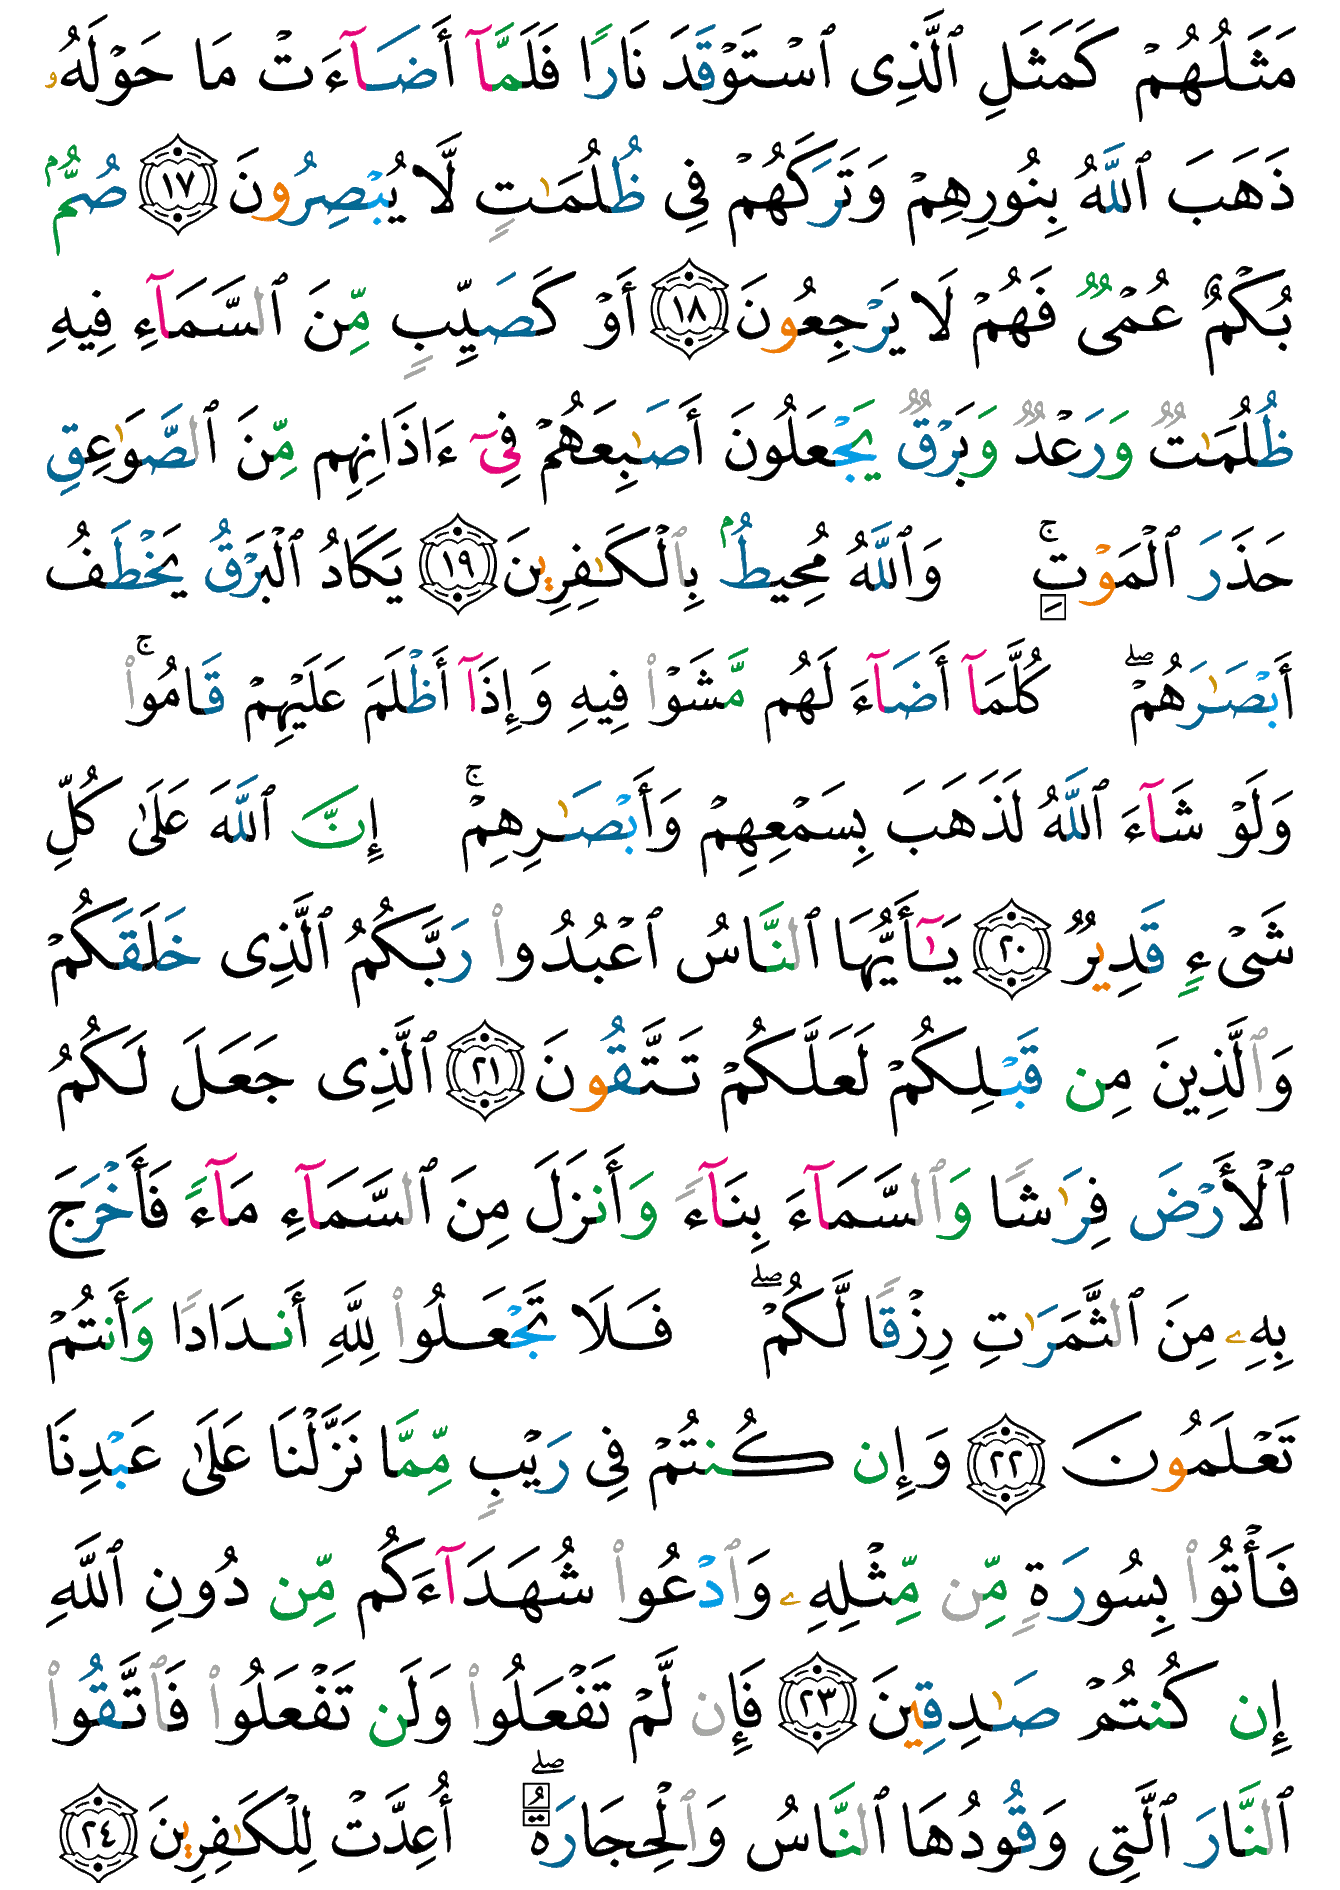 مَثَلُهُمْ كَمَثَلِ ٱلَّذِى ٱسْتَوْقَدَ نَارًا فَلَمَّآ أَضَآءَتْ مَا حَوْلَهُۥ
ذَهَبَ ٱللَّهُ بِنُورِهِمْ وَتَرَكَهُمْ فِى ظُلُمَٰتٍ لَّا يُبْصِرُونَ ١٧ صُمٌّۢ
بُكْمٌ عُمْىٌ فَهُمْ لَا يَرْجِعُونَ ١٨ أَوْ كَصَيِّبٍ مِّنَ ٱلسَّمَآءِ فِيهِ
ظُلُمَٰتٌ وَرَعْدٌ وَبَرْقٌ يَجْعَلُونَ أَصَٰبِعَهُمْ فِىٓ ءَاذَانِهِم مِّنَ ٱلصَّوَٰعِقِ
حَذَرَ ٱلْمَوْتِۚ وَٱللَّهُ مُحِيطٌۢ بِٱلْكَٰفِرِينَ ١٩ يَكَادُ ٱلْبَرْقُ يَخْطَفُ
أَبْصَٰرَهُمْۖ كُلَّمَآ أَضَآءَ لَهُم مَّشَوْا۟ فِيهِ وَإِذَآ أَظْلَمَ عَلَيْهِمْ قَامُوا۟ۚ
وَلَوْ شَآءَ ٱللَّهُ لَذَهَبَ بِسَمْعِهِمْ وَأَبْصَٰرِهِمْۚ إِنَّ ٱللَّهَ عَلَىٰ كُلِّ
شَىْءٍ قَدِيرٌ ٢٠ يَٰٓأَيُّهَا ٱلنَّاسُ ٱعْبُدُوا۟ رَبَّكُمُ ٱلَّذِى خَلَقَكُمْ
وَٱلَّذِينَ مِن قَبْلِكُمْ لَعَلَّكُمْ تَتَّقُونَ ٢١ ٱلَّذِى جَعَلَ لَكُمُ
ٱلْأَرْضَ فِرَٰشًا وَٱلسَّمَآءَ بِنَآءً وَأَنزَلَ مِنَ ٱلسَّمَآءِ مَآءً فَأَخْرَجَ
بِهِۦ مِنَ ٱلثَّمَرَٰتِ رِزْقًا لَّكُمْۖ فَلَا تَجْعَلُوا۟ لِلَّهِ أَندَادًا وَأَنتُمْ
تَعْلَمُونَ ٢٢ وَإِن كُنتُمْ فِى رَيْبٍ مِّمَّا نَزَّلْنَا عَلَىٰ عَبْدِنَا
فَأْتُوا۟ بِسُورَةٍ مِّن مِّثْلِهِۦ وَٱدْعُوا۟ شُهَدَآءَكُم مِّن دُونِ ٱللَّهِ
إِن كُنتُمْ صَٰدِقِينَ ٢٣ فَإِن لَّمْ تَفْعَلُوا۟ وَلَن تَفْعَلُوا۟ فَٱتَّقُوا۟
ٱلنَّارَ ٱلَّتِى وَقُودُهَا ٱلنَّاسُ وَٱلْحِجَارَةُۖ أُعِدَّتْ لِلْكَٰفِرِينَ ٢٤